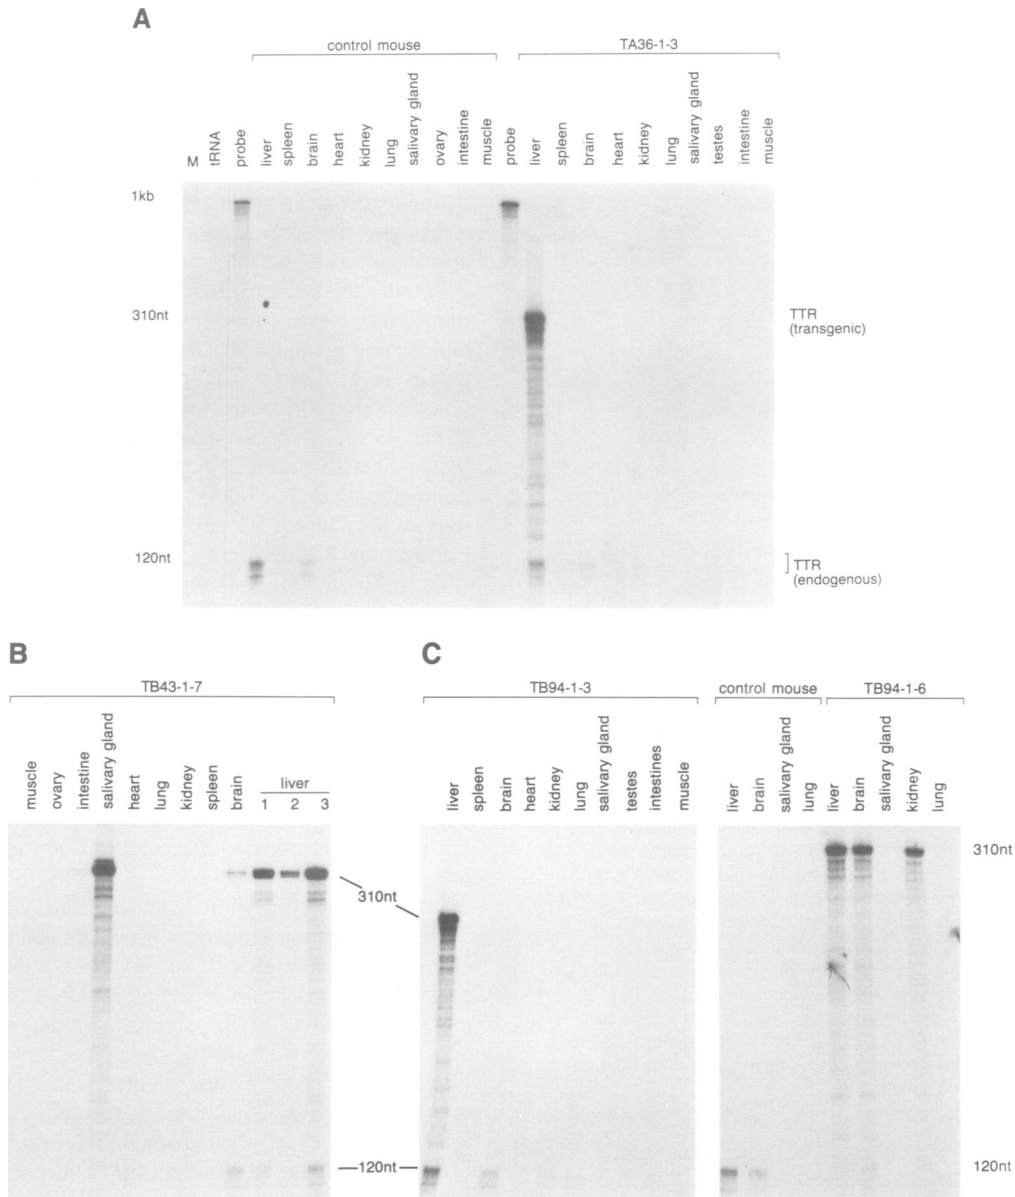 A
control mouse
TA36-1-3
M
tRNA
probe
liver
spleen
brain
heart
kidney
lung
salivary gland
ovary
intestine
muscle
probe
liver
spleen
brain
heart
kidney
lung
salivary gland
testes
intestine
muscle
1kb
310nt
TTR
(transgenic)
120nt
TTR
(endogenous)
B
TB43-1-7
muscle
ovary
intestine
salivary gland
heart
lung
kidney
spleen
brain
liver
1 2 3
C
TB94-1-3
liver
spleen
brain
heart
kidney
lung
salivary gland
testes
intestines
muscle
control mouse
TB94-1-6
liver
brain
salivary gland
lung
liver
brain
salivary gland
kidney
lung
310nt
310nt
120nt
120nt